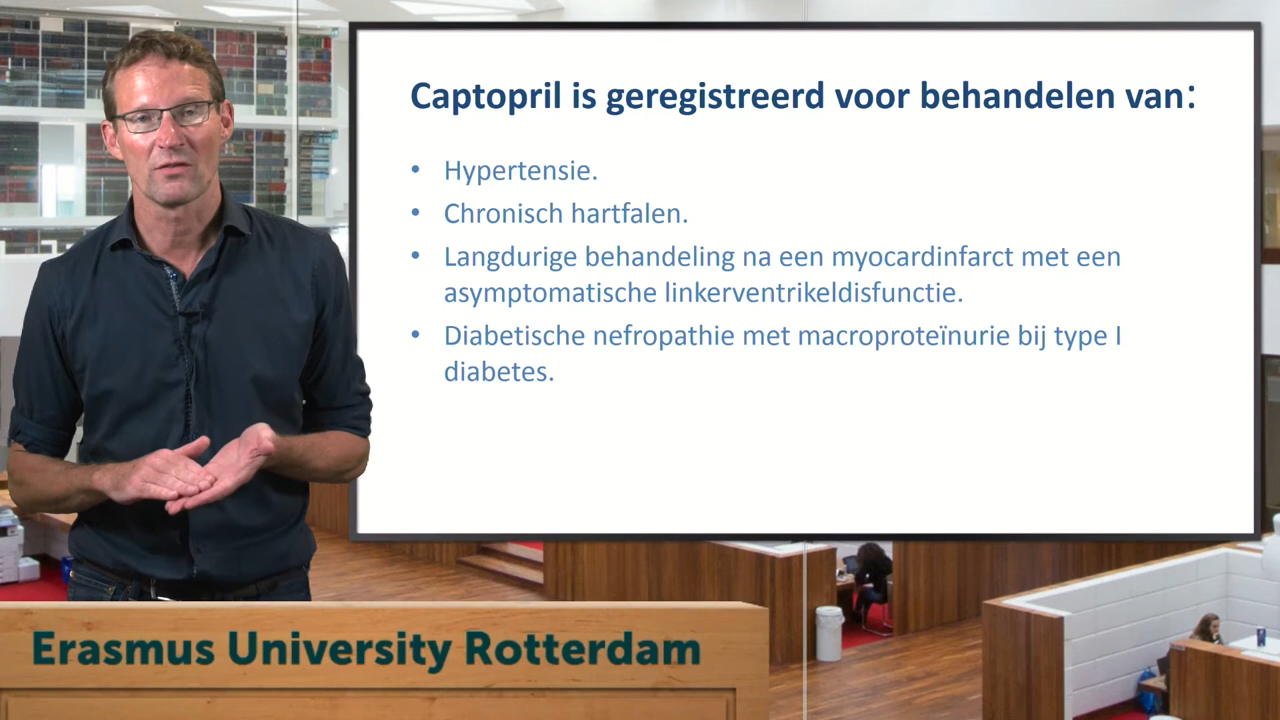 Captopril is geregistreerd voor behandelen van:
• Hypertensie.
• Chronisch hartfalen.
• Langdurige behandeling na een myocardinfarct met een
asymptomatische linkerventrikeldisfunctie.
• Diabetische nefropathie met macroproteïnurie bij type I
diabetes.
Erasmus University Rotterdam